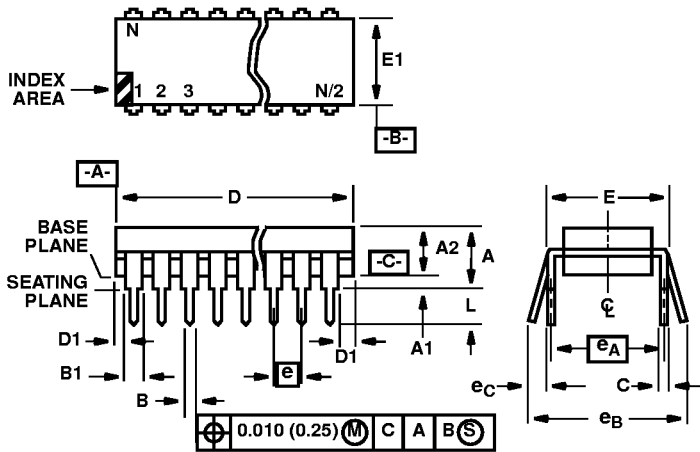 N
E1
INDEX
AREA
1 2 3 N/2
-B-
-A-
D
E
BASE
PLANE
A2
A
-C-
SEATING
PLANE
L
C
L
D1
A1
D1
eA
B1
e
eC
C
B
eB
0.010 (0.25) M C A B S